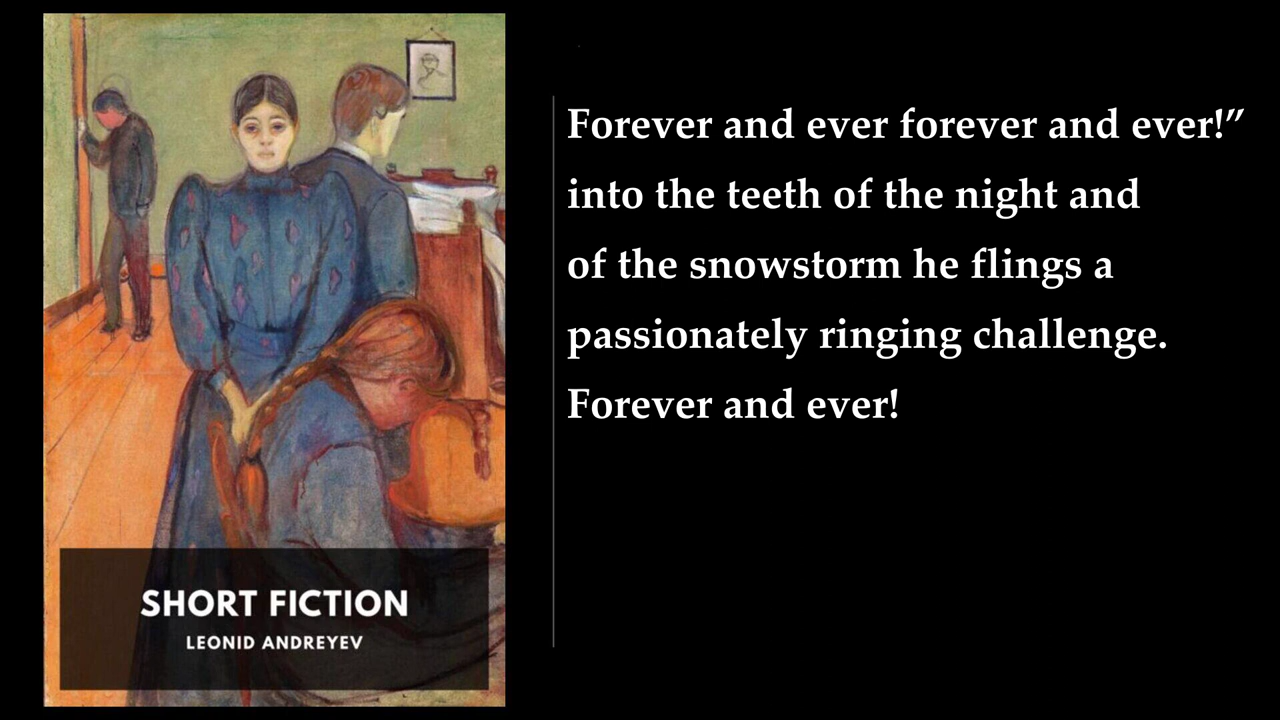 SHORT FICTION
LEONID ANDREYEV
Forever and ever forever and ever!”
into the teeth of the night and
of the snowstorm he flings a
passionately ringing challenge.
Forever and ever!